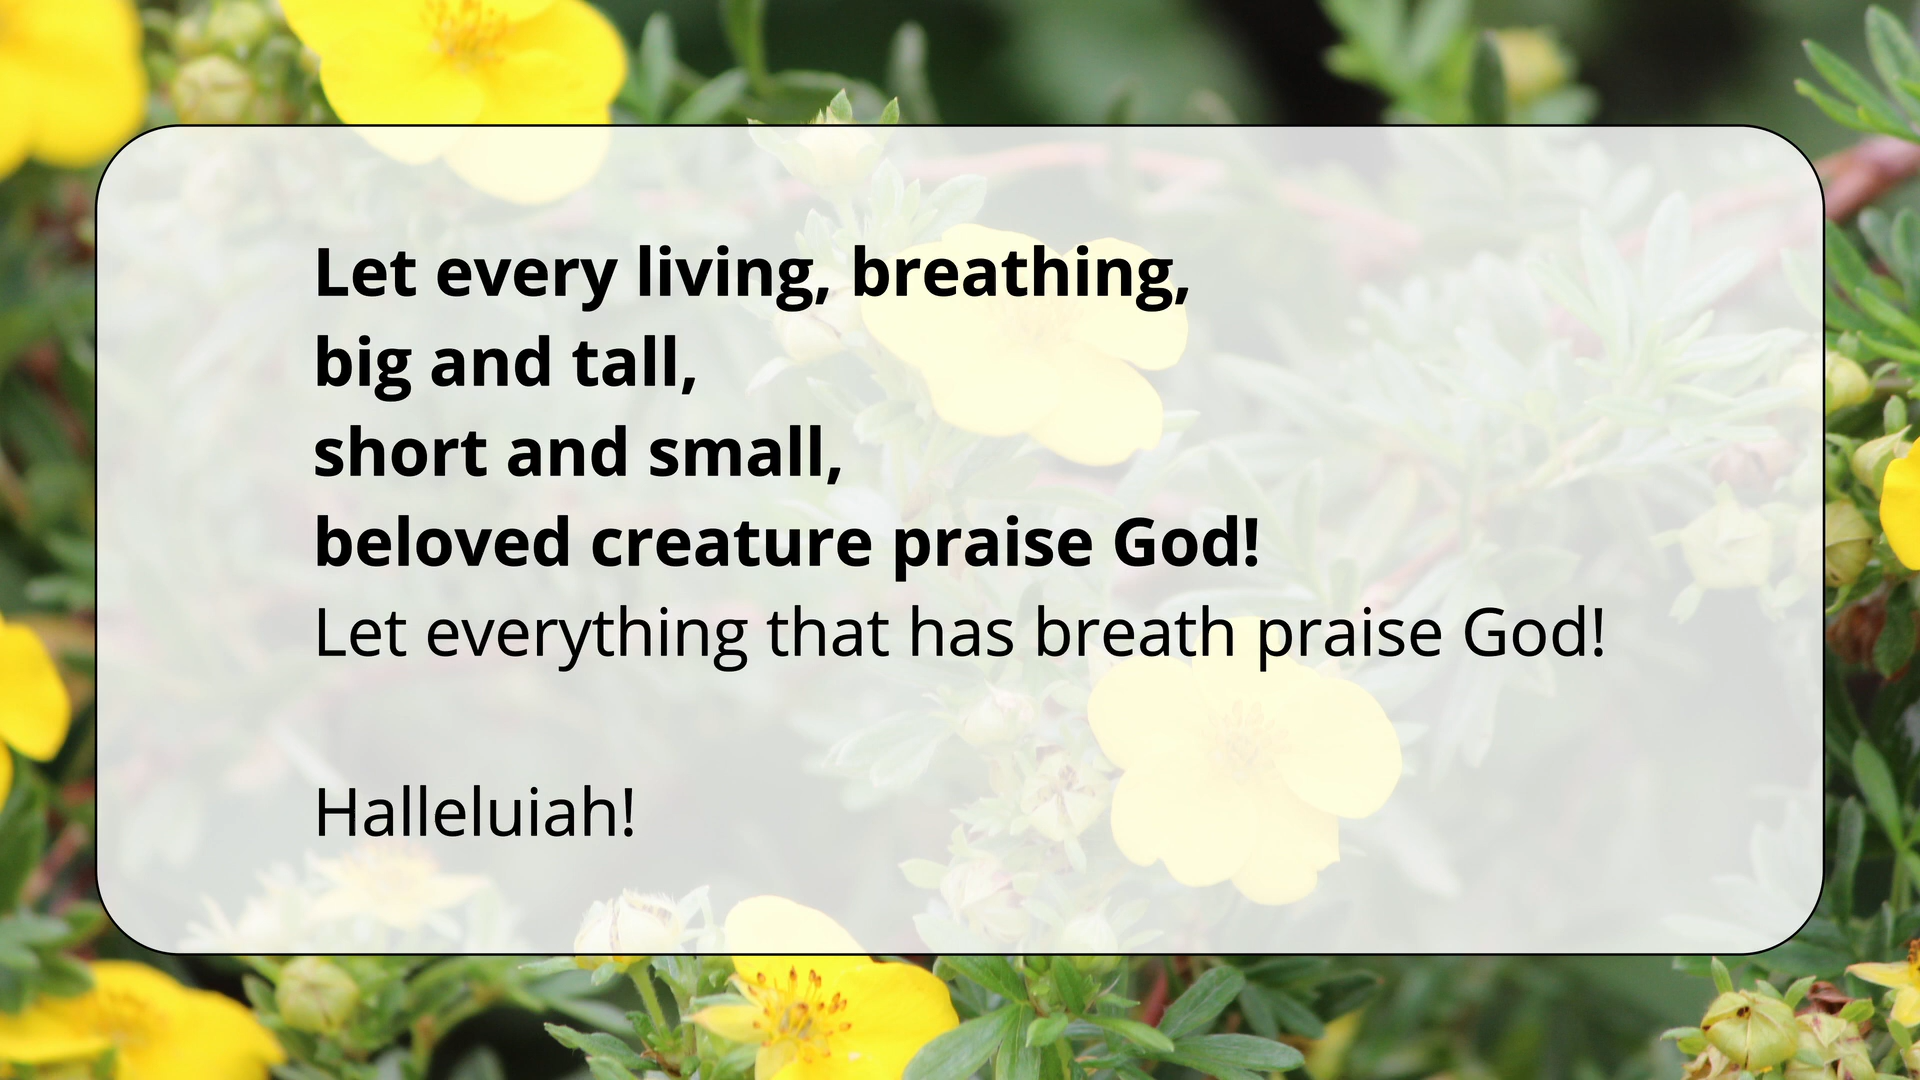 Let every living, breathing,
big and tall,
short and small,
beloved creature praise God!
Let everything that has breath praise God!
Halleluiah!